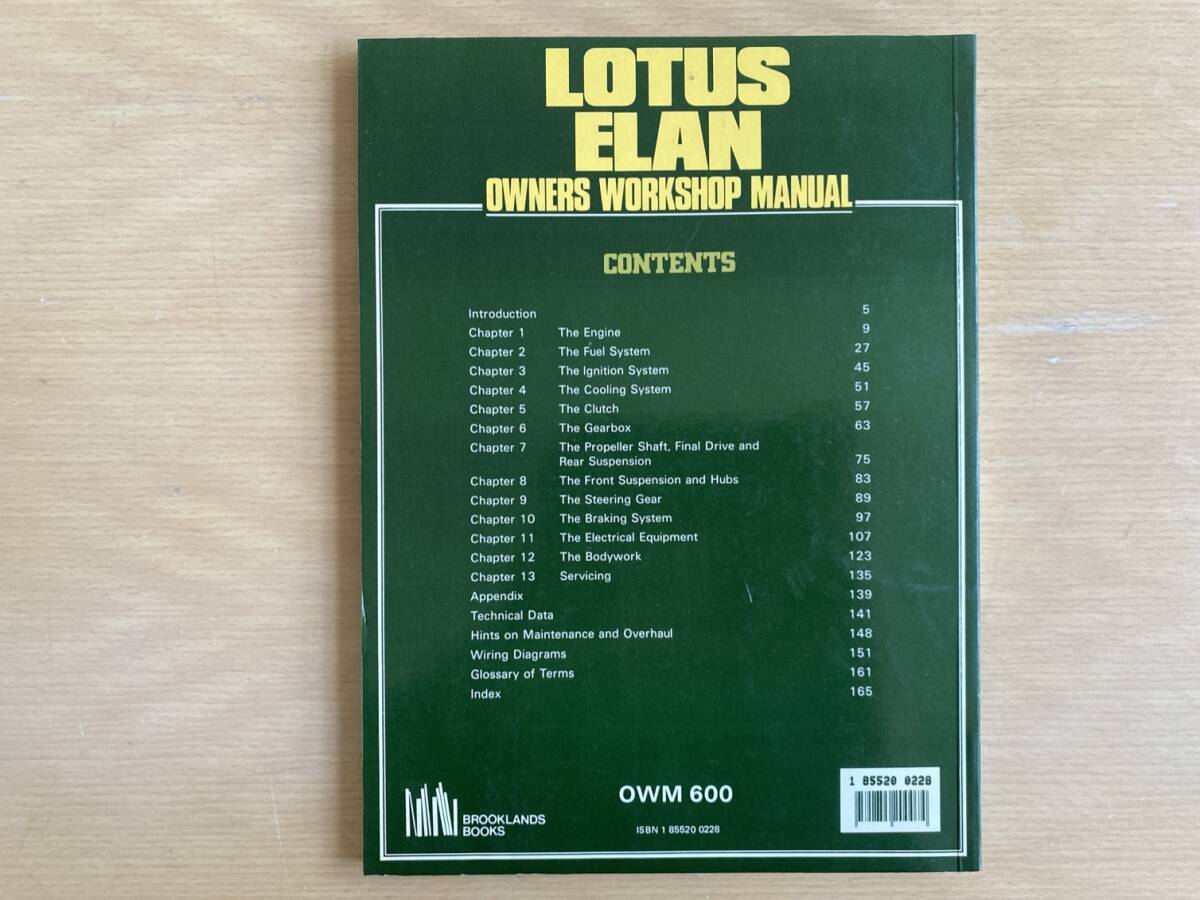 LOTUS
ELAN
OWNERS WORKSHOP MANUAL
CONTENTS
Introduction 5
Chapter 1 The Engine 9
Chapter 2 The Fuel System 27
Chapter 3 The Ignition System 45
Chapter 4 The Cooling System 51
Chapter 5 The Clutch 57
Chapter 6 The Gearbox 63
Chapter 7 The Propeller Shaft, Final Drive and
Rear Suspension 75
Chapter 8 The Front Suspension and Hubs 83
Chapter 9 The Steering Gear 89
Chapter 10 The Braking System 97
Chapter 11 The Electrical Equipment 107
Chapter 12 The Bodywork 123
Chapter 13 Servicing 135
Appendix 139
Technical Data 141
Hints on Maintenance and Overhaul 148
Wiring Diagrams 151
Glossary of Terms 161
Index 165
BROOKLANDS
BOOKS
OWM 600
ISBN 1 85520 0228
1 85520 0228